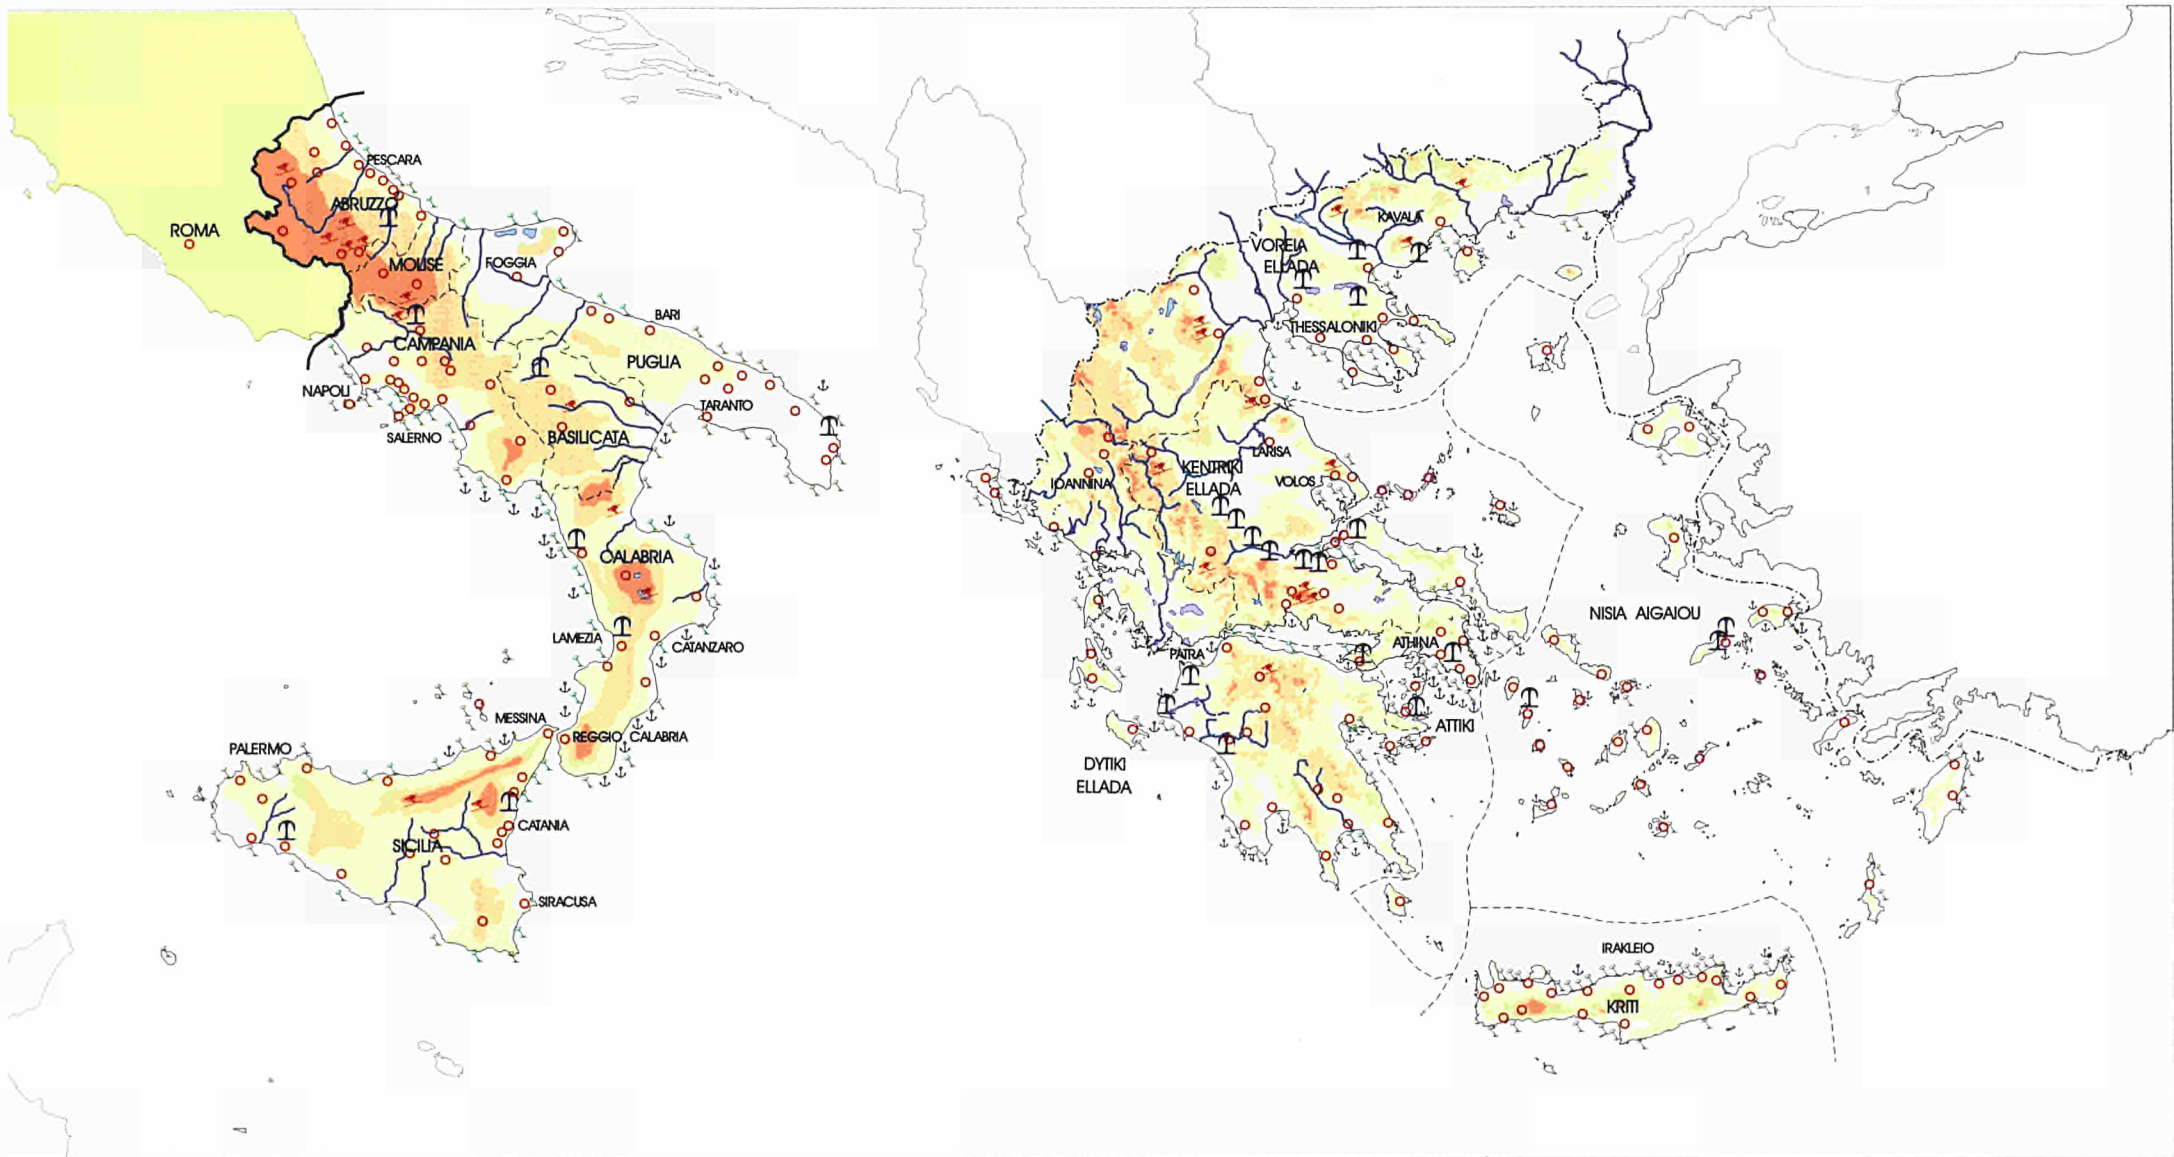 PESCARA
ABRUZZO
ROMA
MOLISE
FOGGIA
BARI
CAMPANIA
PUGLIA
NAPOLI
TARANTO
SALERNO
BASILICATA
CALABRIA
LAMEZIA
CATANZARO
MESSINA
REGGIO CALABRIA
PALERMO
CATANIA
SICILIA
SIRACUSA
KAVALA
VOREIA
ELLADA
THESSALONIKI
LARISA
KENTRIKI
ELLADA
IOANNINA
VOLOS
NISIA AIGAIOU
ATHINA
PATRA
ATTIKI
DYTIKI
ELLADA
IRAKLEIO
KRITI